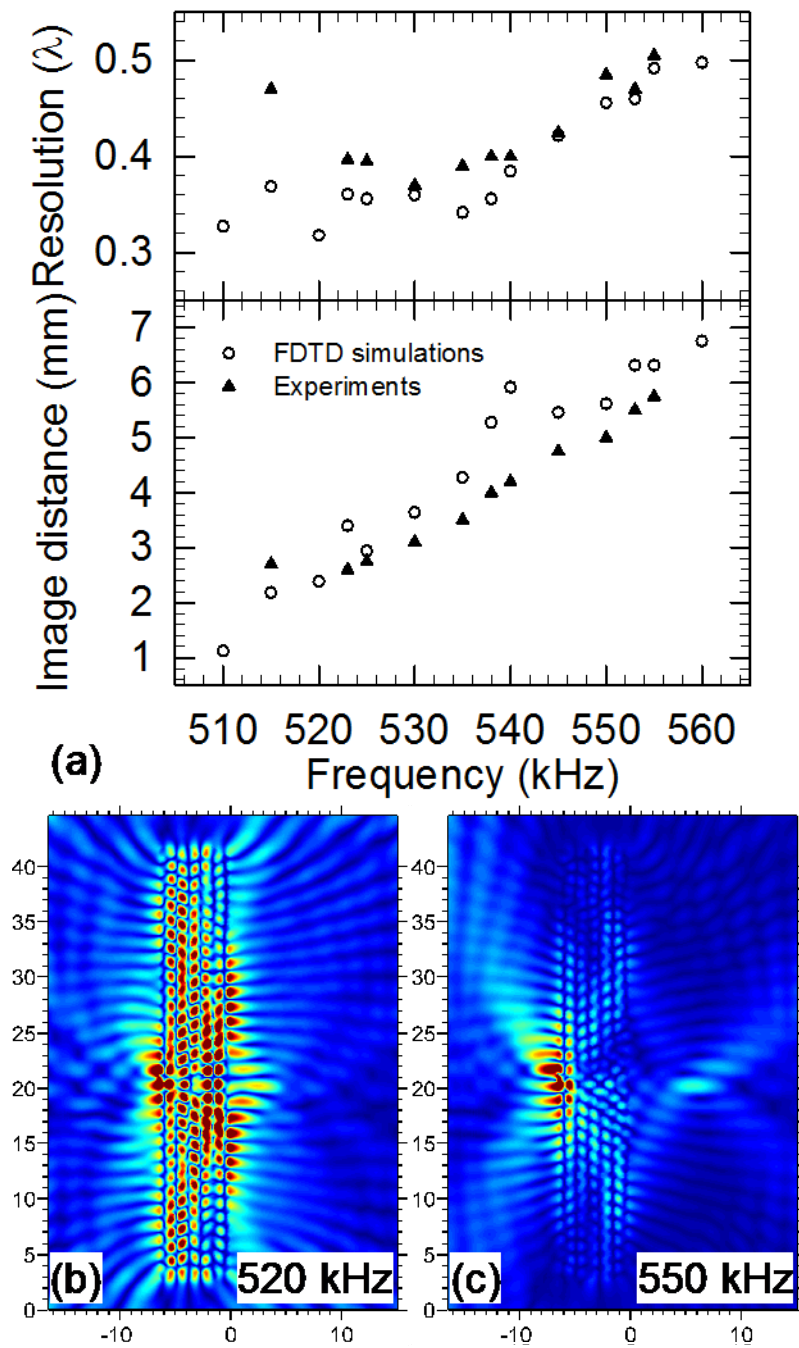 Resolution (λ)
0.5
0.4
0.3
Image distance (mm)
7
6
5
4
3
2
1
FDTD simulations
Experiments
510 520 530 540 550 560
Frequency (kHz)
(a)
40
35
30
25
20
15
10
5
0
-10 0 10
(b) 520 kHz
40
35
30
25
20
15
10
5
0
-10 0 10
(c) 550 kHz